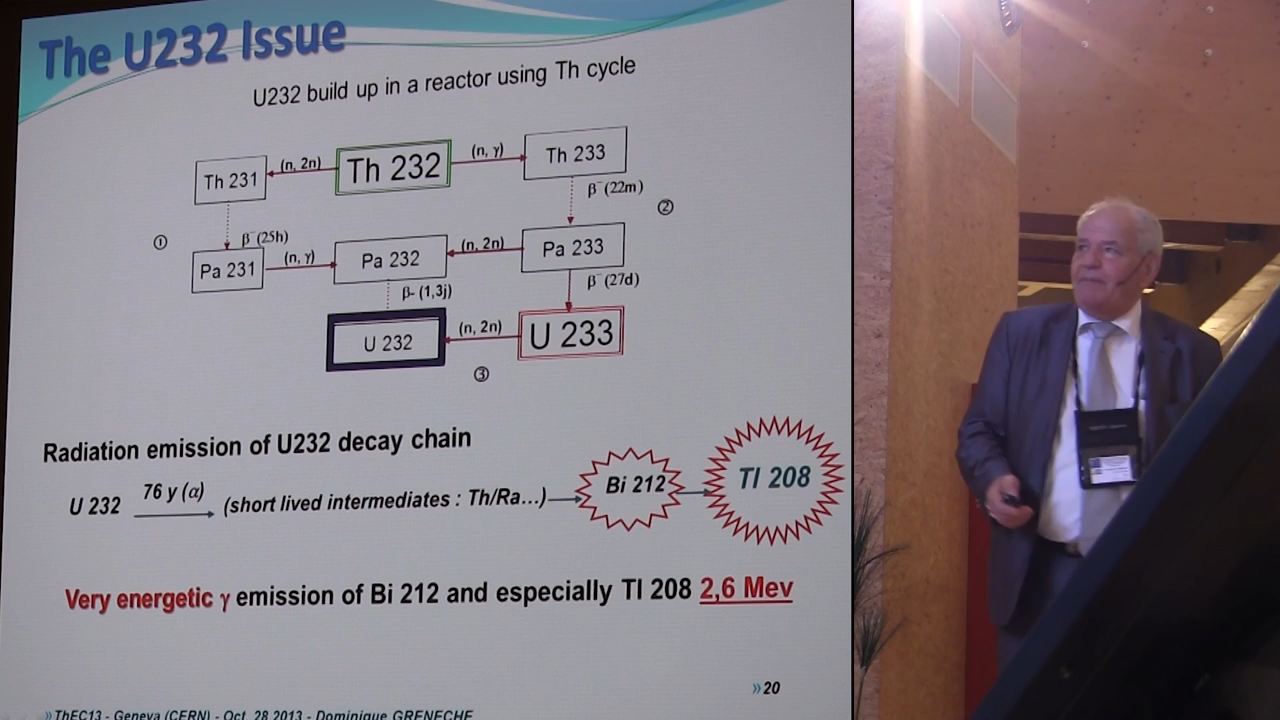 The U232 Issue
U232 build up in a reactor using Th cycle
Th 231
(n, 2n)
Th 232
(n, γ)
Th 233
β⁻(22m)
②
①
β⁻(25h)
Pa 231
(n, γ)
Pa 232
(n, 2n)
Pa 233
β- (1,3j)
β⁻(27d)
U 232
(n, 2n)
U 233
③
Radiation emission of U232 decay chain
U 232 76 y (α) (short lived intermediates : Th/Ra...) Bi 212 Tl 208
Very energetic γ emission of Bi 212 and especially Tl 208 2,6 Mev
»20
»ThEC13 - Geneva (CERN) - Oct. 28 2013 - Dominique GRENECHE